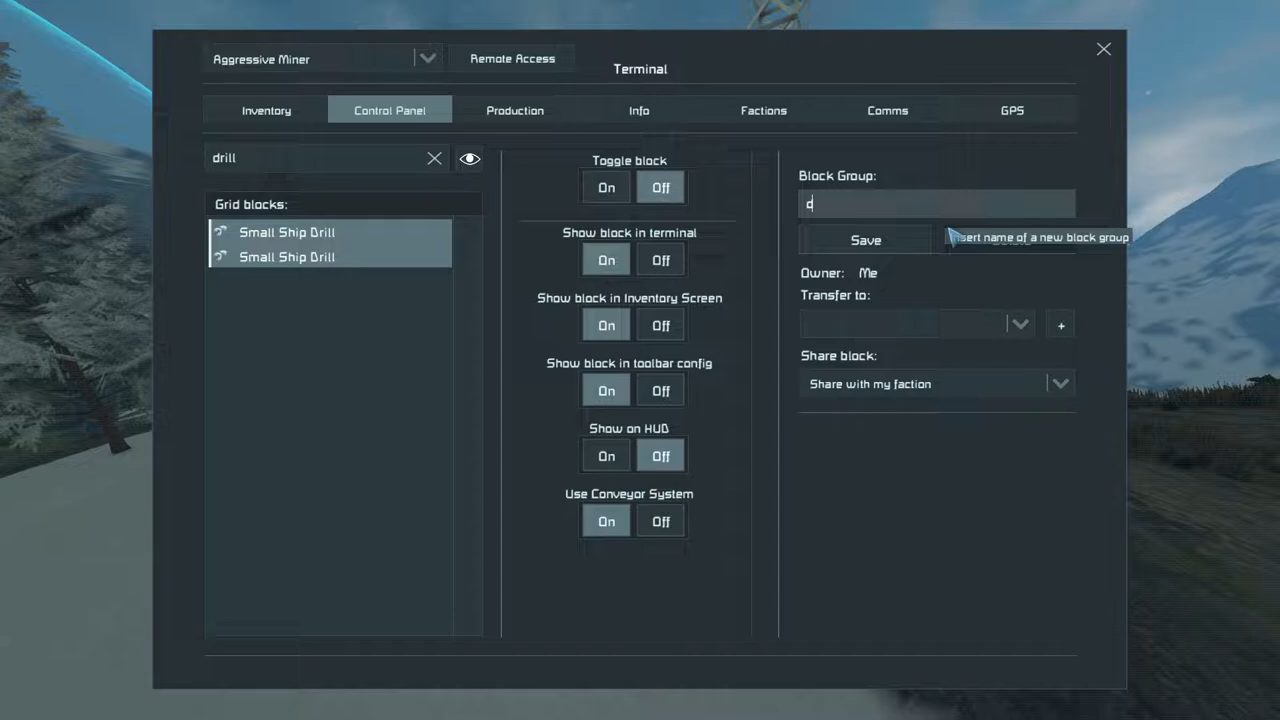 Aggressive Miner
Remote Access
Terminal
Inventory
Control Panel
Production
Info
Factions
Comms
GPS
drill
Grid blocks:
Small Ship Drill
Small Ship Drill
Toggle block
On Off
Show block in terminal
On Off
Show block in Inventory Screen
On Off
Show block in toolbar config
On Off
Show on HUD
On Off
Use Conveyor System
On Off
Block Group:
d
Save
nsert name of a new block group
Owner: Me
Transfer to:
+
Share block:
Share with my faction